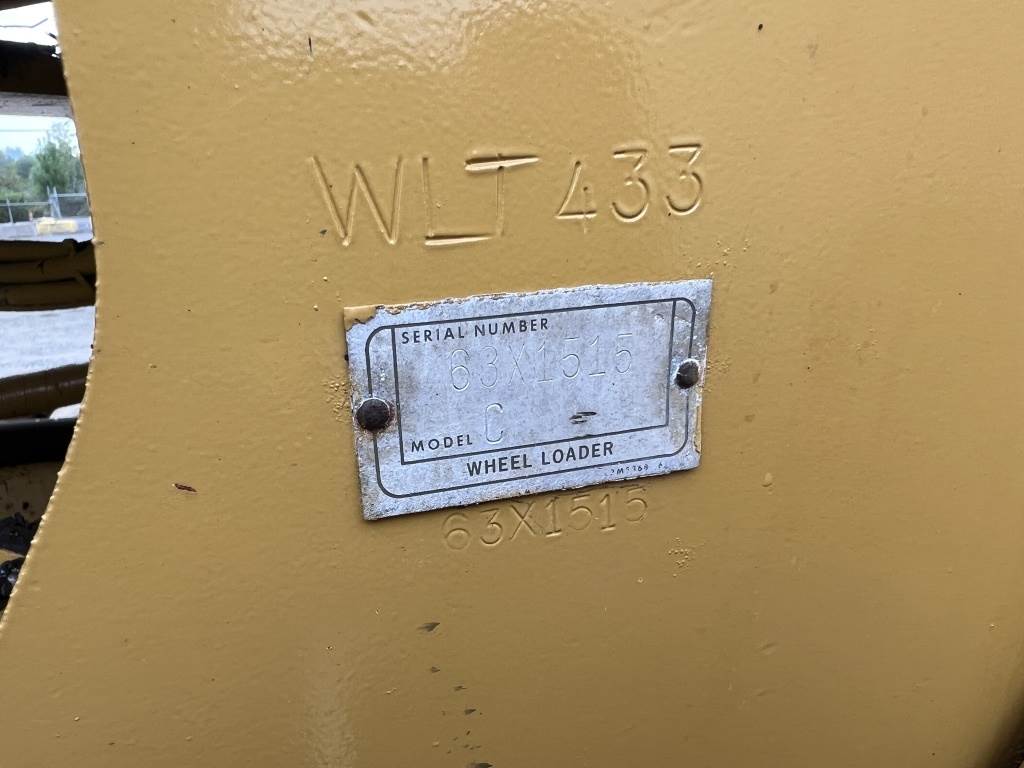 WLT 433
SERIAL NUMBER
63X1515
MODEL C
WHEEL LOADER
63X1515